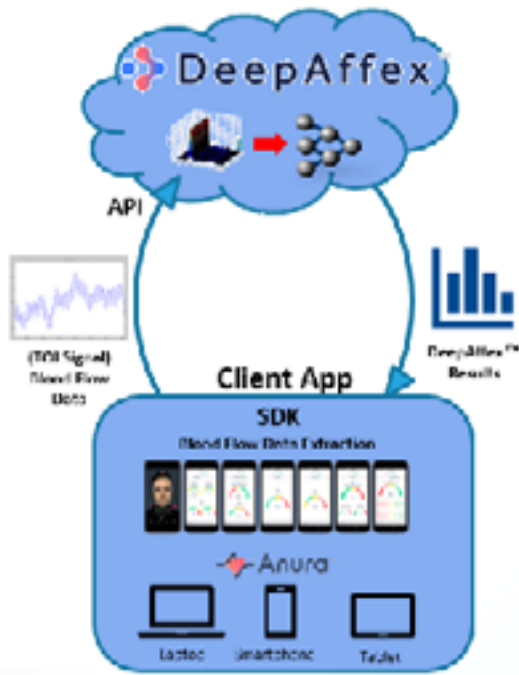 DeepAffex
API
(TOI Signal)
Blood Flow
Data
DeepAffex™
Results
Client App
SDK
Blood Flow Data Extraction
Anura
Laptop
Smartphone
Tablet